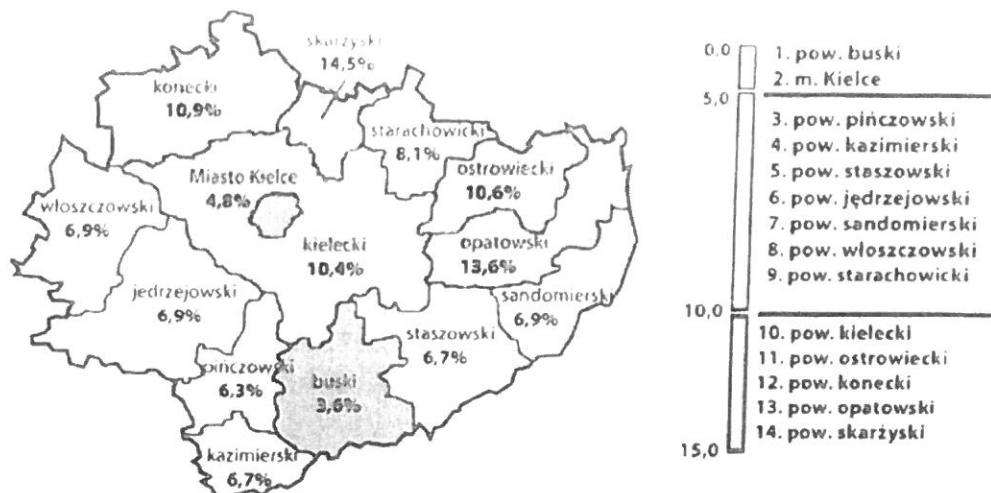 skarżyski
14,5%
konecki
10,9%
starachowicki
8,1%
Miasto Kielce
4,8%
ostrowiecki
10,6%
włoszczowski
6,9%
kielecki
10,4%
opatowski
13,6%
jedrzejowski
6,9%
sandomierski
6,9%
staszowski
6,7%
pińczowski
6,3%
buski
3,6%
kazimierski
6,7%
0,0
1. pow. buski
2. m. Kielce
5,0
3. pow. pińczowski
4. pow. kazimierski
5. pow. staszowski
6. pow. jędrzejowski
7. pow. sandomierski
8. pow. włoszczowski
9. pow. starachowicki
10,0
10. pow. kielecki
11. pow. ostrowiecki
12. pow. konecki
13. pow. opatowski
14. pow. skarżyski
15,0